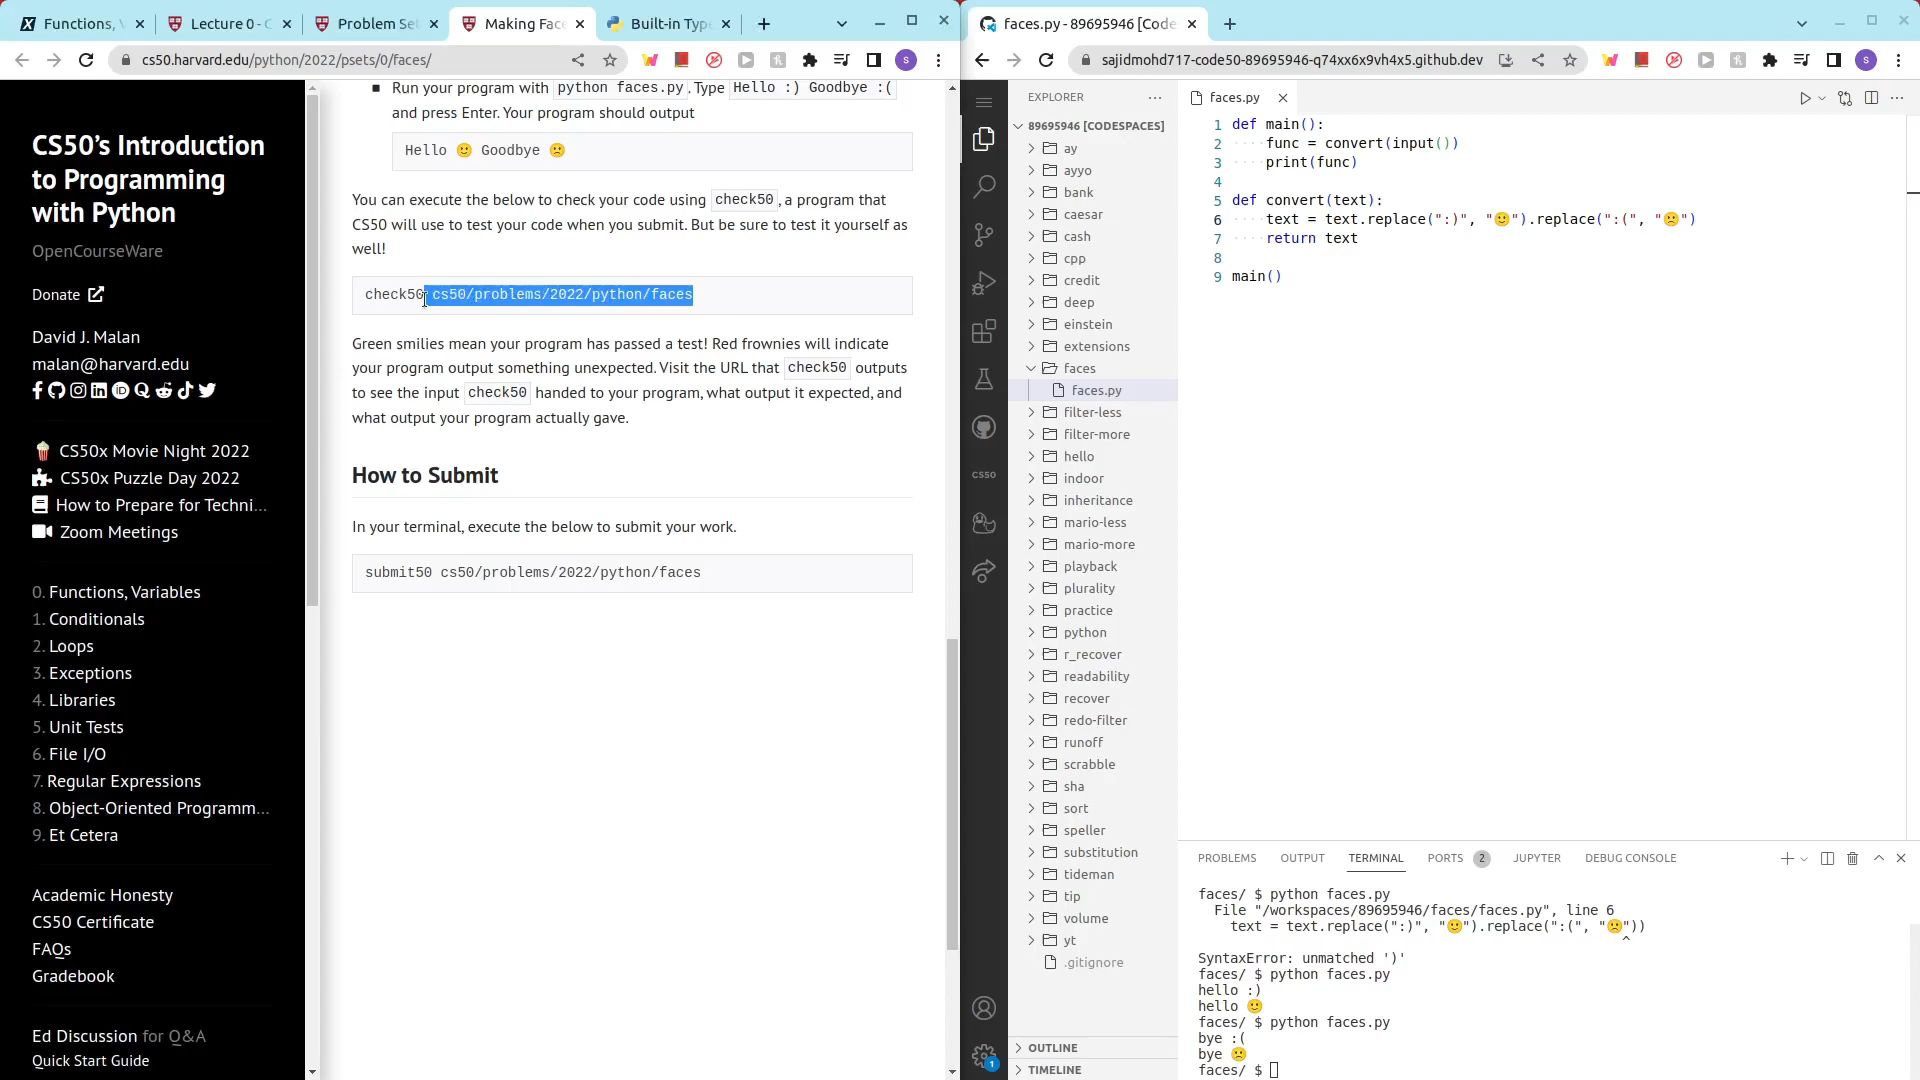 Functions, V
Lecture 0 - C
Problem Set
Making Face
Built-in Type
cs50.harvard.edu/python/2022/psets/0/faces/
S
CS50’s Introduction
to Programming
with Python
OpenCourseWare
Donate
David J. Malan
malan@harvard.edu
🍿 CS50x Movie Night 2022
CS50x Puzzle Day 2022
How to Prepare for Techni...
Zoom Meetings
0. Functions, Variables
1. Conditionals
2. Loops
3. Exceptions
4. Libraries
5. Unit Tests
6. File I/O
7. Regular Expressions
8. Object-Oriented Programm...
9. Et Cetera
Academic Honesty
CS50 Certificate
FAQs
Gradebook
Ed Discussion for Q&A
Quick Start Guide
Run your program with python faces.py. Type Hello :) Goodbye :(
and press Enter. Your program should output
Hello 🙂 Goodbye 🙁
You can execute the below to check your code using check50, a program that
CS50 will use to test your code when you submit. But be sure to test it yourself as
well!
check50 cs50/problems/2022/python/faces
Green smilies mean your program has passed a test! Red frownies will indicate
your program output something unexpected. Visit the URL that check50 outputs
to see the input check50 handed to your program, what output it expected, and
what output your program actually gave.
How to Submit
In your terminal, execute the below to submit your work.
submit50 cs50/problems/2022/python/faces
faces.py - 89695946 [Codes
sajidmohd717-code50-89695946-q74xx6x9vh4x5.github.dev
S
EXPLORER
89695946 [CODESPACES]
ay
ayyo
bank
caesar
cash
cpp
credit
deep
einstein
extensions
faces
faces.py
filter-less
filter-more
hello
indoor
inheritance
mario-less
mario-more
playback
plurality
practice
python
r_recover
readability
recover
redo-filter
runoff
scrabble
sha
sort
speller
substitution
tideman
tip
volume
yt
.gitignore
OUTLINE
TIMELINE
CS50
1
faces.py
1 def main():
2 ····func = convert(input())
3 ····print(func)
4
5 def convert(text):
6 ····text = text.replace(":)", "🙂").replace(":(", "🙁")
7 ····return text
8
9 main()
PROBLEMS OUTPUT TERMINAL PORTS 2 JUPYTER DEBUG CONSOLE
faces/ $ python faces.py
File "/workspaces/89695946/faces/faces.py", line 6
text = text.replace(":)", "🙂").replace(":(", "🙁"))
^
SyntaxError: unmatched ')'
faces/ $ python faces.py
hello :)
hello 🙂
faces/ $ python faces.py
bye :(
bye 🙁
faces/ $